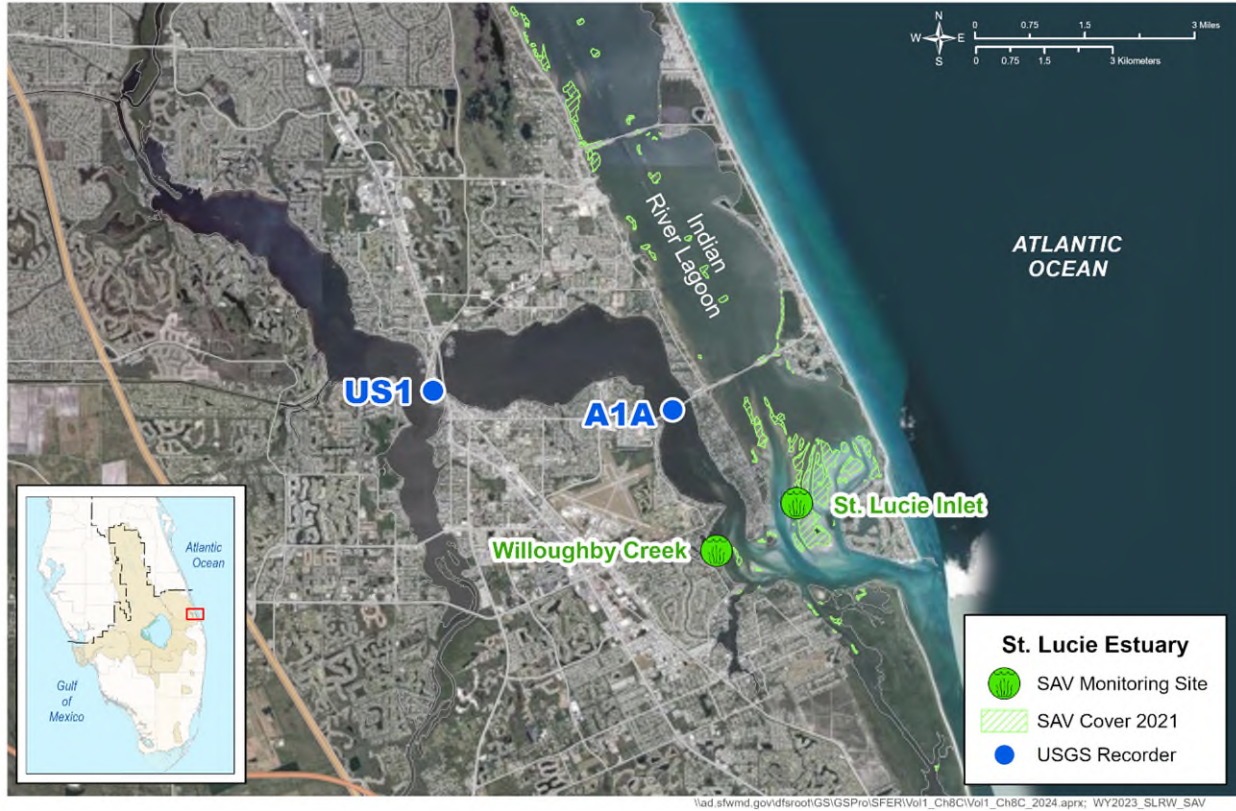 N
W E
S
0 0.75 1.5 3 Miles
0 0.75 1.5 3 Kilometers
Indian
River Lagoon
ATLANTIC
OCEAN
US1
A1A
St. Lucie Inlet
Willoughby Creek
Atlantic
Ocean
Gulf
of
Mexico
St. Lucie Estuary
SAV Monitoring Site
SAV Cover 2021
USGS Recorder
\\ad.sfwmd.gov\dfsroot\GS\GSPro\SFER\Vol1_Ch8C\Vol1_Ch8C_2024.aprx; WY2023_SLRW_SAV